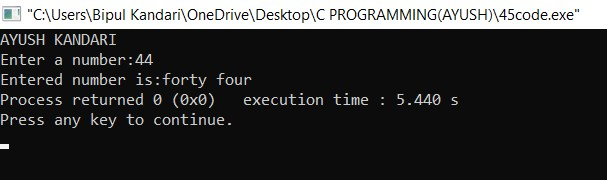 "C:\Users\Bipul Kandari\OneDrive\Desktop\C PROGRAMMING(AYUSH)\45code.exe"
AYUSH KANDARI
Enter a number:44
Entered number is:forty four
Process returned 0 (0x0)   execution time : 5.440 s
Press any key to continue.